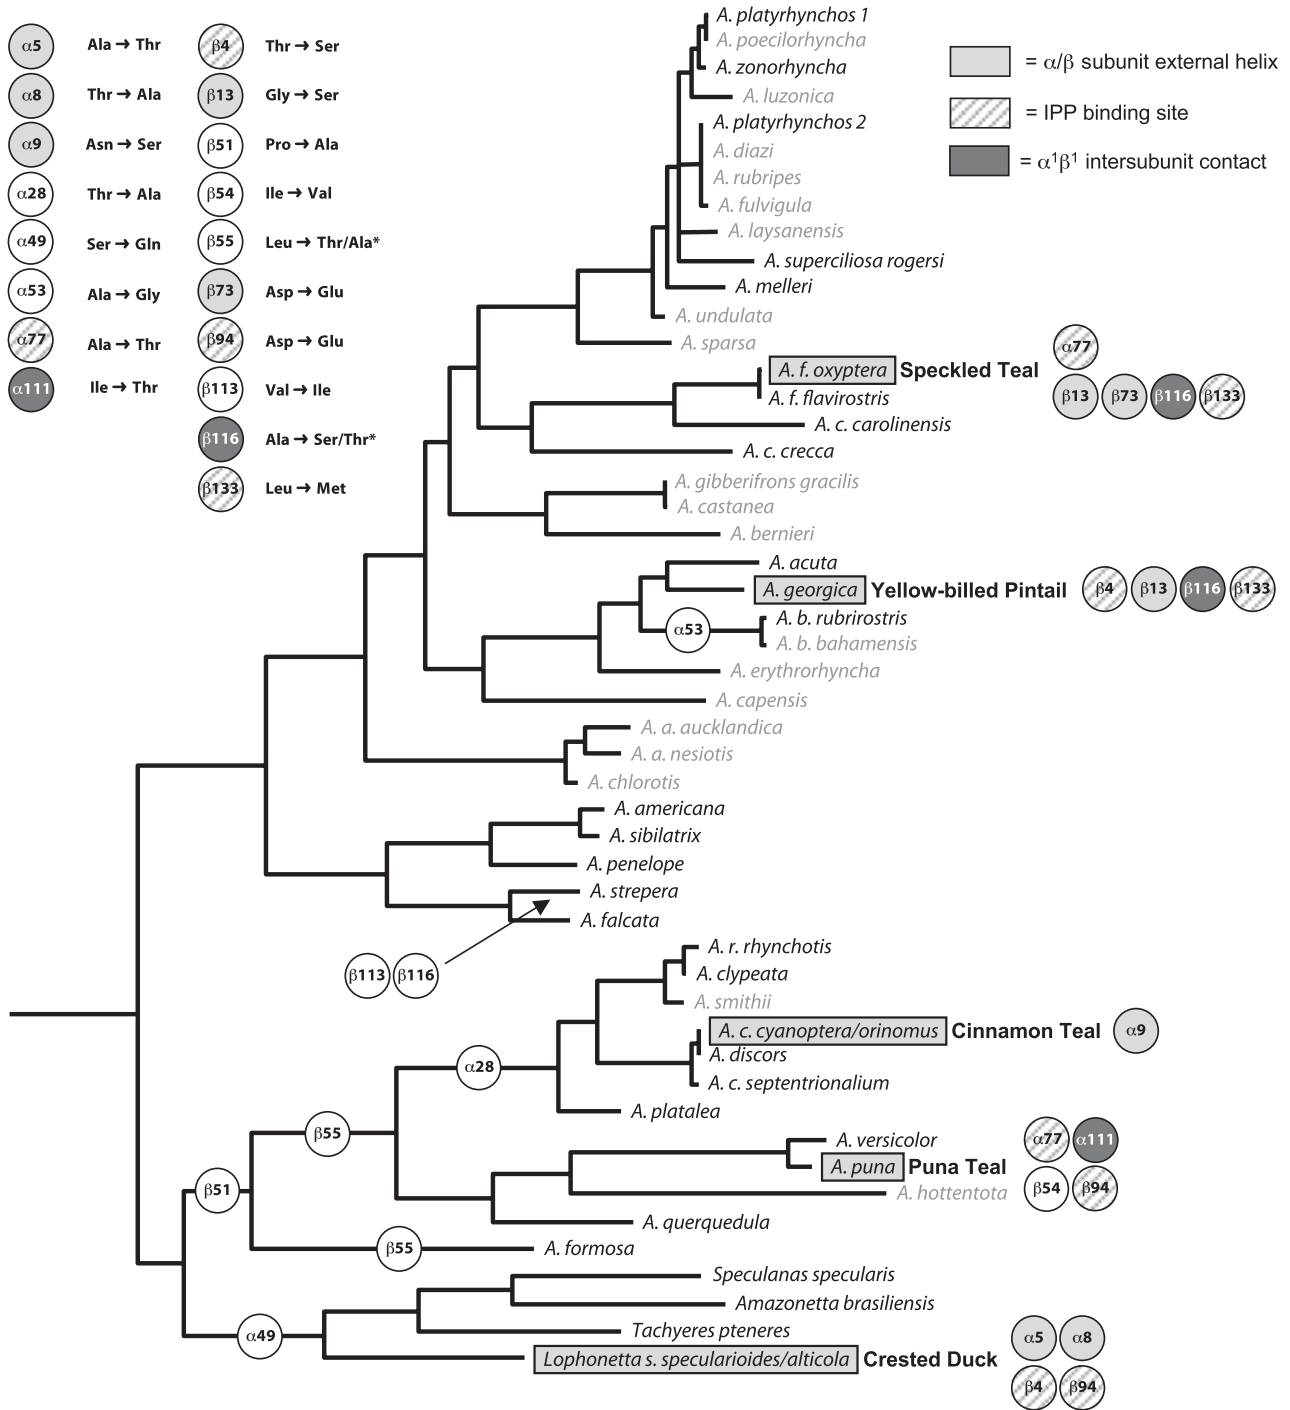 α5 Ala → Thr
α8 Thr → Ala
α9 Asn → Ser
α28 Thr → Ala
α49 Ser → Gln
α53 Ala → Gly
α77 Ala → Thr
α111 Ile → Thr
β4 Thr → Ser
β13 Gly → Ser
β51 Pro → Ala
β54 Ile → Val
β55 Leu → Thr/Ala*
β73 Asp → Glu
β94 Asp → Glu
β113 Val → Ile
β116 Ala → Ser/Thr*
β133 Leu → Met
= α/β subunit external helix
= IPP binding site
= α¹β¹ intersubunit contact
A. platyrhynchos 1
A. poecilorhyncha
A. zonorhyncha
A. luzonica
A. platyrhynchos 2
A. diazi
A. rubripes
A. fulvigula
A. laysanensis
A. superciliosa rogersi
A. melleri
A. undulata
A. sparsa
A. f. oxyptera Speckled Teal α77
A. f. flavirostris β13 β73 β116 β133
A. c. carolinensis
A. c. crecca
A. gibberifrons gracilis
A. castanea
A. bernieri
A. acuta
A. georgica Yellow-billed Pintail β4 β13 β116 β133
A. b. rubrirostris
α53
A. b. bahamensis
A. erythrorhyncha
A. capensis
A. a. aucklandica
A. a. nesiotis
A. chlorotis
A. americana
A. sibilatrix
A. penelope
A. strepera
A. falcata
β113 β116
A. r. rhynchotis
A. clypeata
A. smithii
A. c. cyanoptera/orinomus Cinnamon Teal α9
A. discors
α28
A. c. septentrionalium
A. platalea
β55
A. versicolor α77 α111
A. puna Puna Teal
β51
A. hottentota β54 β94
A. querquedula
β55 A. formosa
Speculanas specularis
Amazonetta brasiliensis
Tachyeres pteneres
α49
α5 α8
Lophonetta s. specularioides/alticola Crested Duck
β4 β94